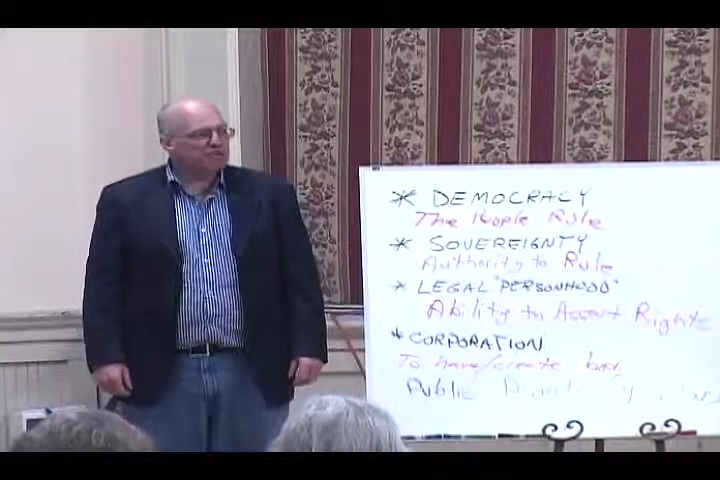 * DEMOCRACY
The People Rule
* SOVEREIGNTY
Authority to Rule
* LEGAL "PERSONHOOD"
Ability to Assert Rights
* CORPORATION
To have/create body
Public